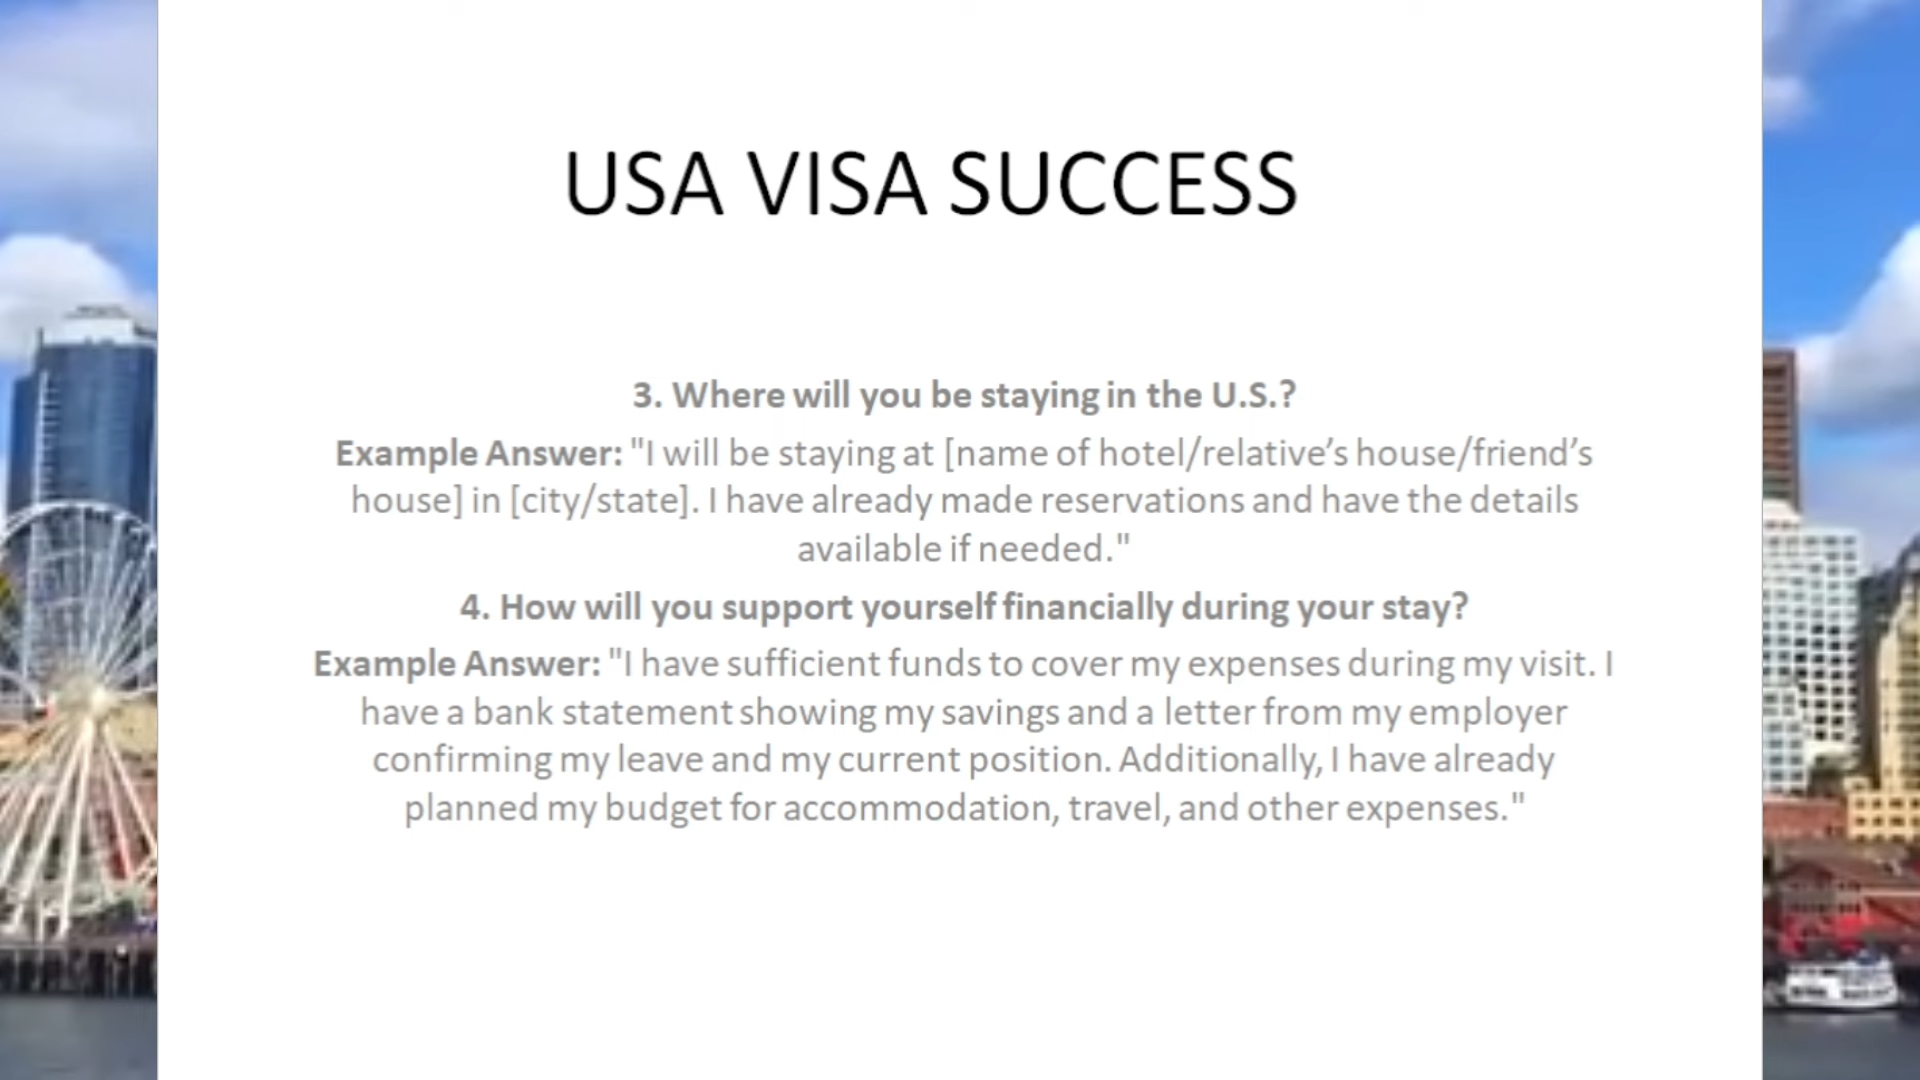 USA VISA SUCCESS
3. Where will you be staying in the U.S.?
Example Answer: "I will be staying at [name of hotel/relative’s house/friend’s
house] in [city/state]. I have already made reservations and have the details
available if needed."
4. How will you support yourself financially during your stay?
Example Answer: "I have sufficient funds to cover my expenses during my visit. I
have a bank statement showing my savings and a letter from my employer
confirming my leave and my current position. Additionally, I have already
planned my budget for accommodation, travel, and other expenses."